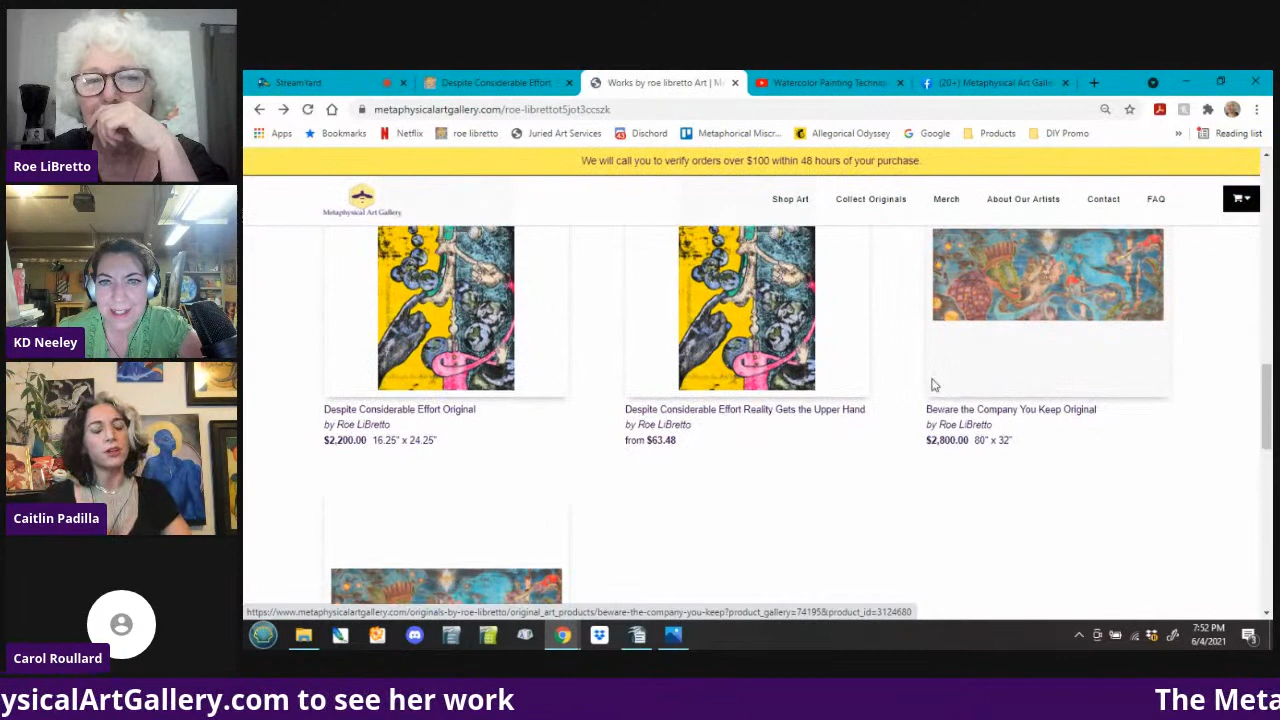 Roe LiBretto
KD Neeley
Caitlin Padilla
Carol Roullard
StreamYard
Despite Considerable Effort
Works by roe libretto Art | M
Watercolor Painting Techniq
(20+) Metaphysical Art Galle
metaphysicalartgallery.com/roe-librettot5jot3ccszk
Apps
Bookmarks
Netflix
roe libretto
Juried Art Services
Dischord
Metaphorical Miscr...
Allegorical Odyssey
Google
Products
DIY Promo
»
Reading list
We will call you to verify orders over $100 within 48 hours of your purchase.
Metaphysical Art Gallery
Shop Art
Collect Originals
Merch
About Our Artists
Contact
FAQ
Despite Considerable Effort Original
by Roe LiBretto
$2,200.00 16.25" x 24.25"
Despite Considerable Effort Reality Gets the Upper Hand
by Roe LiBretto
from $63.48
Beware the Company You Keep Original
by Roe LiBretto
$2,800.00 80" x 32"
https://www.metaphysicalartgallery.com/originals-by-roe-libretto/original_art_products/beware-the-company-you-keep?product_gallery=74195&product_id=3124680
7:52 PM
6/4/2021
3
ysicalArtGallery.com to see her work
The Meta